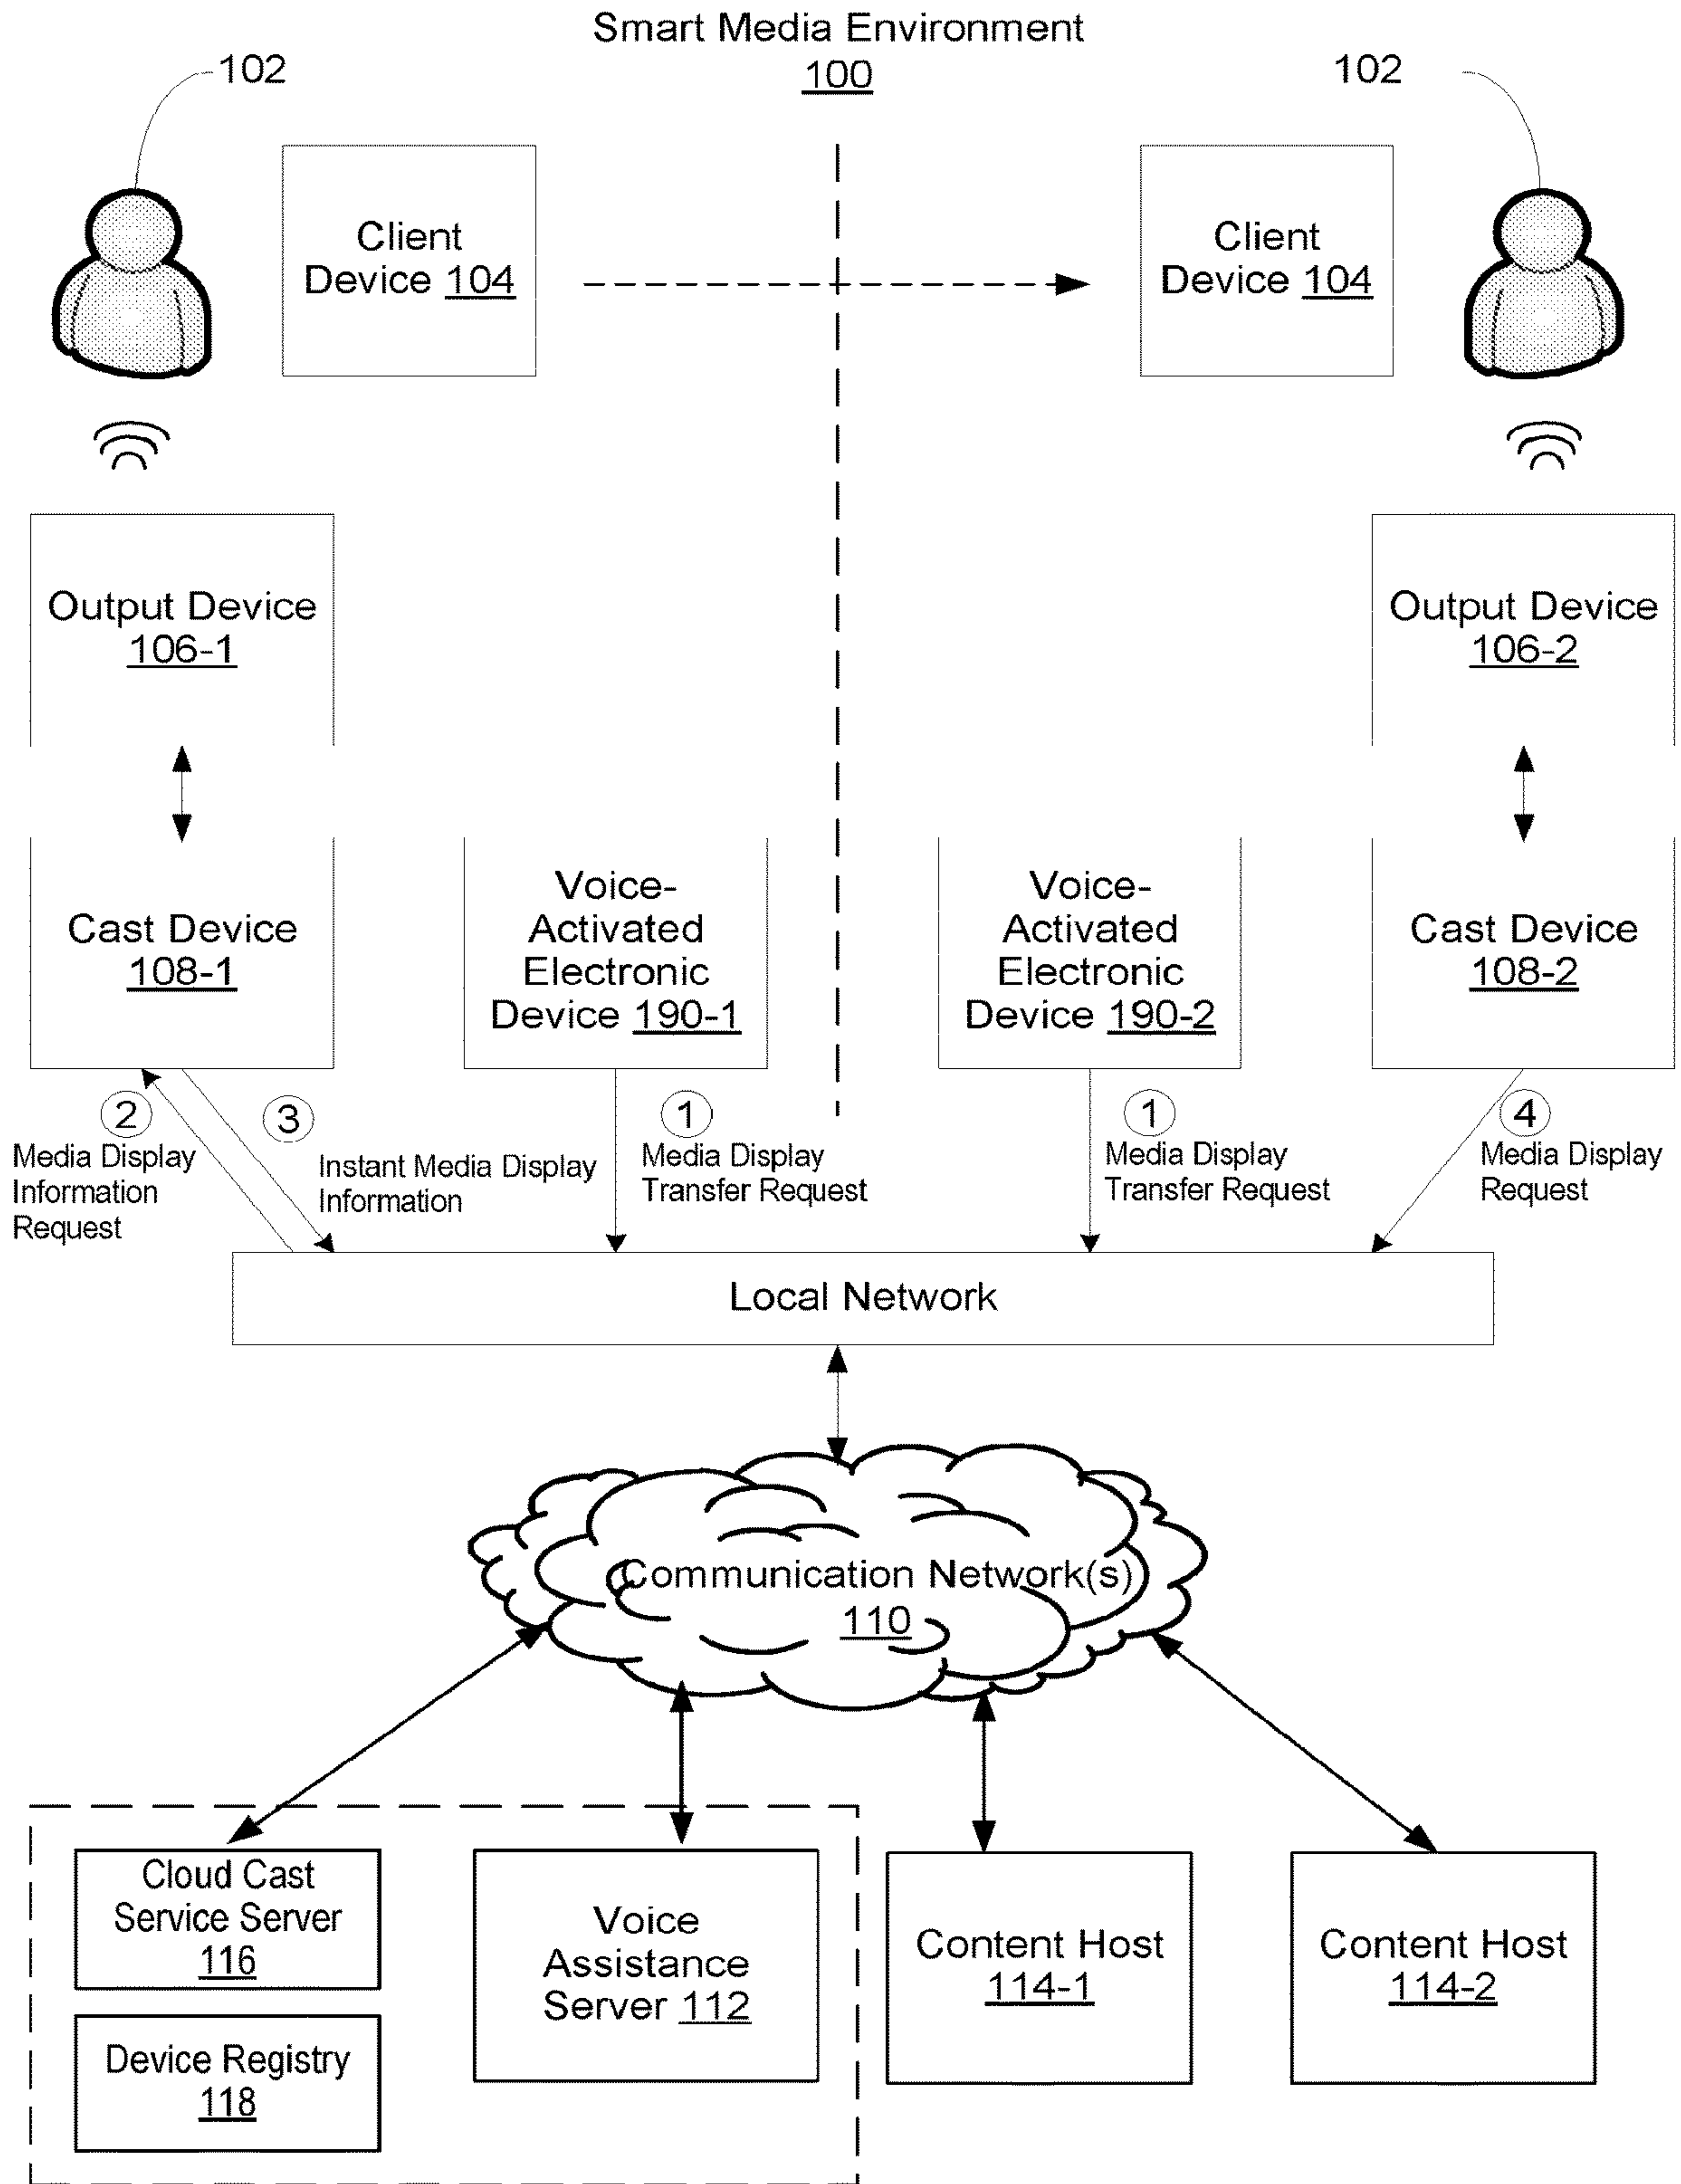 Smart Media Environment
100
102
102
Client
Device 104
Client
Device 104
Output Device
106-1
Output Device
106-2
Cast Device
108-1
Voice-
Activated
Electronic
Device 190-1
Voice-
Activated
Electronic
Device 190-2
Cast Device
108-2
2
Media Display
Information
Request
3
Instant Media Display
Information
1
Media Display
Transfer Request
1
Media Display
Transfer Request
4
Media Display
Request
Local Network
Communication Network(s)
110
Cloud Cast
Service Server
116
Device Registry
118
Voice
Assistance
Server 112
Content Host
114-1
Content Host
114-2